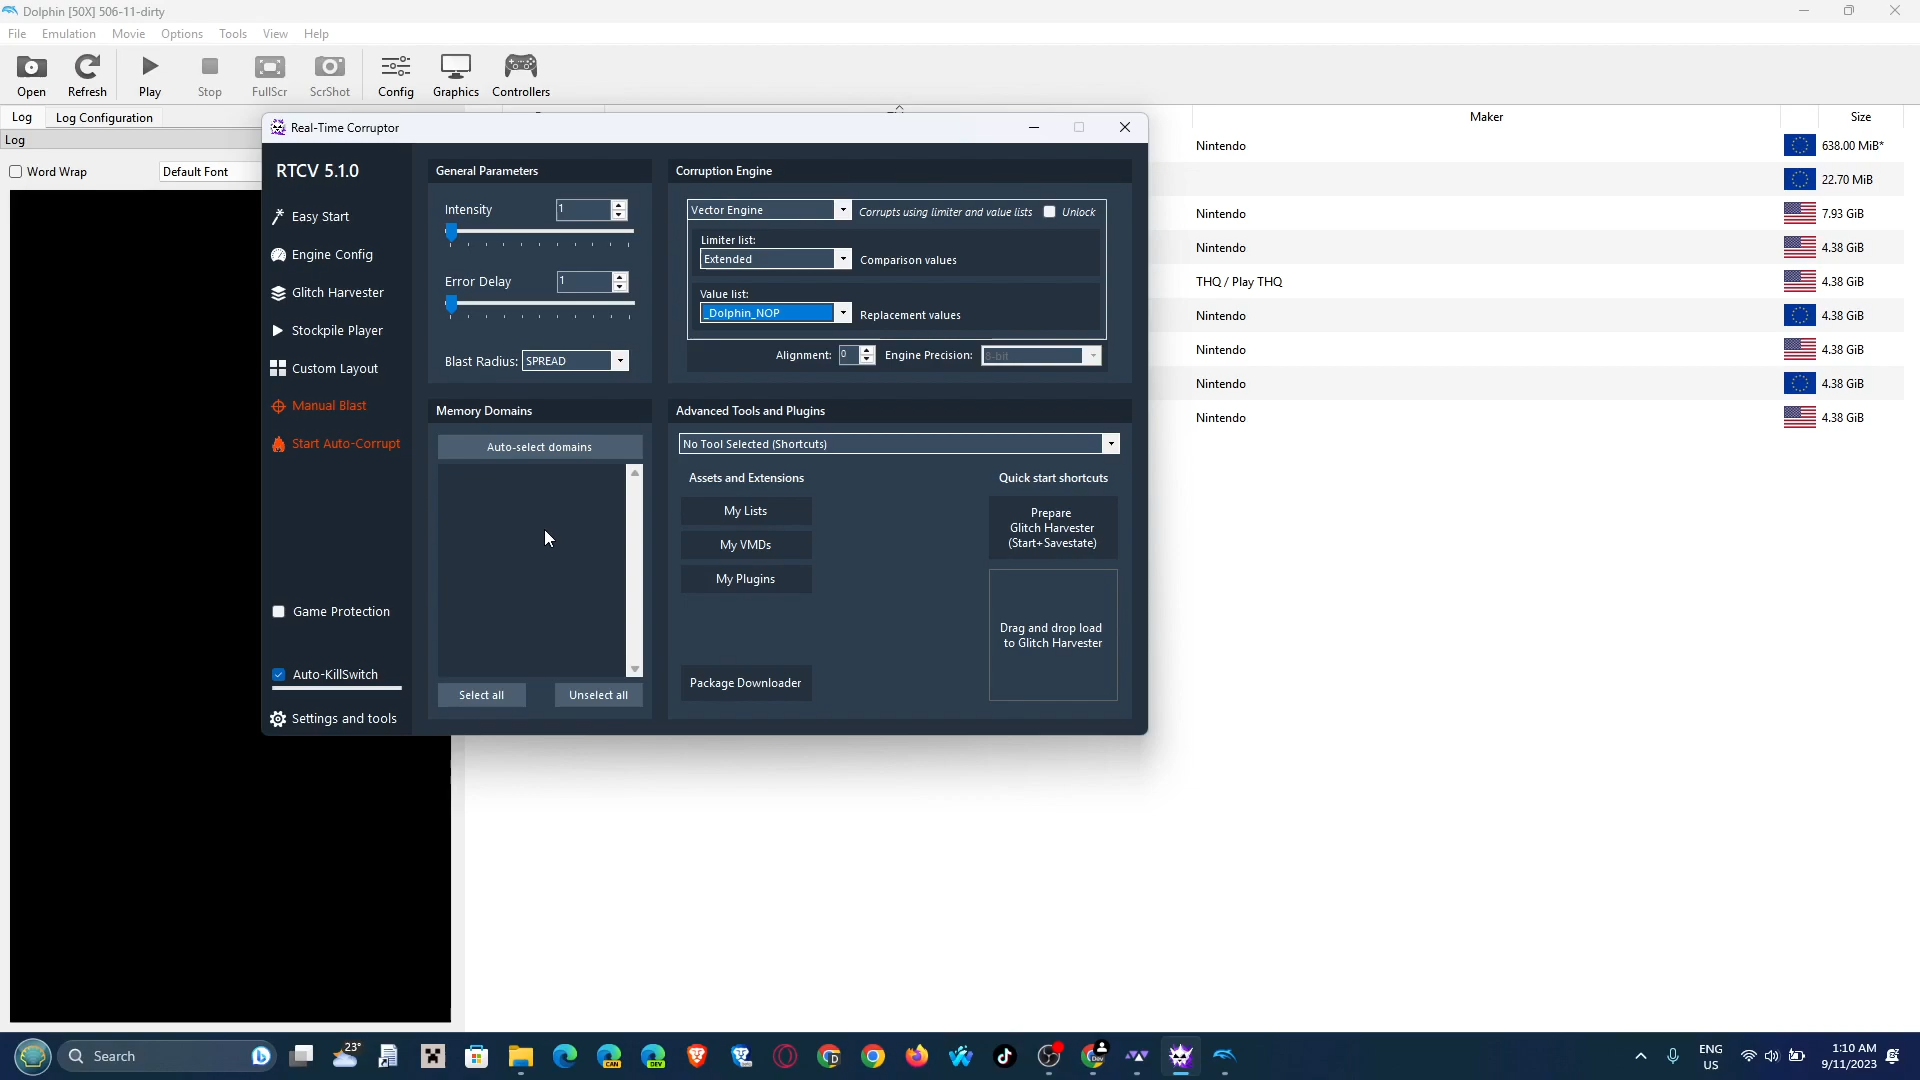 Dolphin [50X] 506-11-dirty
File Emulation Movie Options Tools View Help
Open Refresh Play Stop FullScr ScrShot Config Graphics Controllers
Log Log Configuration
Maker Size
Log
Word Wrap Default Font
Real-Time Corruptor
RTCV 5.1.0
Easy Start
Engine Config
Glitch Harvester
Stockpile Player
Custom Layout
Manual Blast
Start Auto-Corrupt
Game Protection
Auto-KillSwitch
Settings and tools
General Parameters
Intensity 1
Error Delay 1
Blast Radius: SPREAD
Memory Domains
Auto-select domains
Select all Unselect all
Corruption Engine
Vector Engine Corrupts using limiter and value lists Unlock
Limiter list:
Extended Comparison values
Value list:
_Dolphin_NOP Replacement values
Alignment: 0 Engine Precision: 8-bit
Advanced Tools and Plugins
No Tool Selected (Shortcuts)
Assets and Extensions
My Lists
My VMDs
My Plugins
Package Downloader
Quick start shortcuts
Prepare
Glitch Harvester
(Start+Savestate)
Drag and drop load
to Glitch Harvester
Nintendo 638.00 MiB*
22.70 MiB
Nintendo 7.93 GiB
Nintendo 4.38 GiB
THQ / Play THQ 4.38 GiB
Nintendo 4.38 GiB
Nintendo 4.38 GiB
Nintendo 4.38 GiB
Nintendo 4.38 GiB
Search
23°
CAN
DEV
D
Dev
ENG
US
1:10 AM
9/11/2023